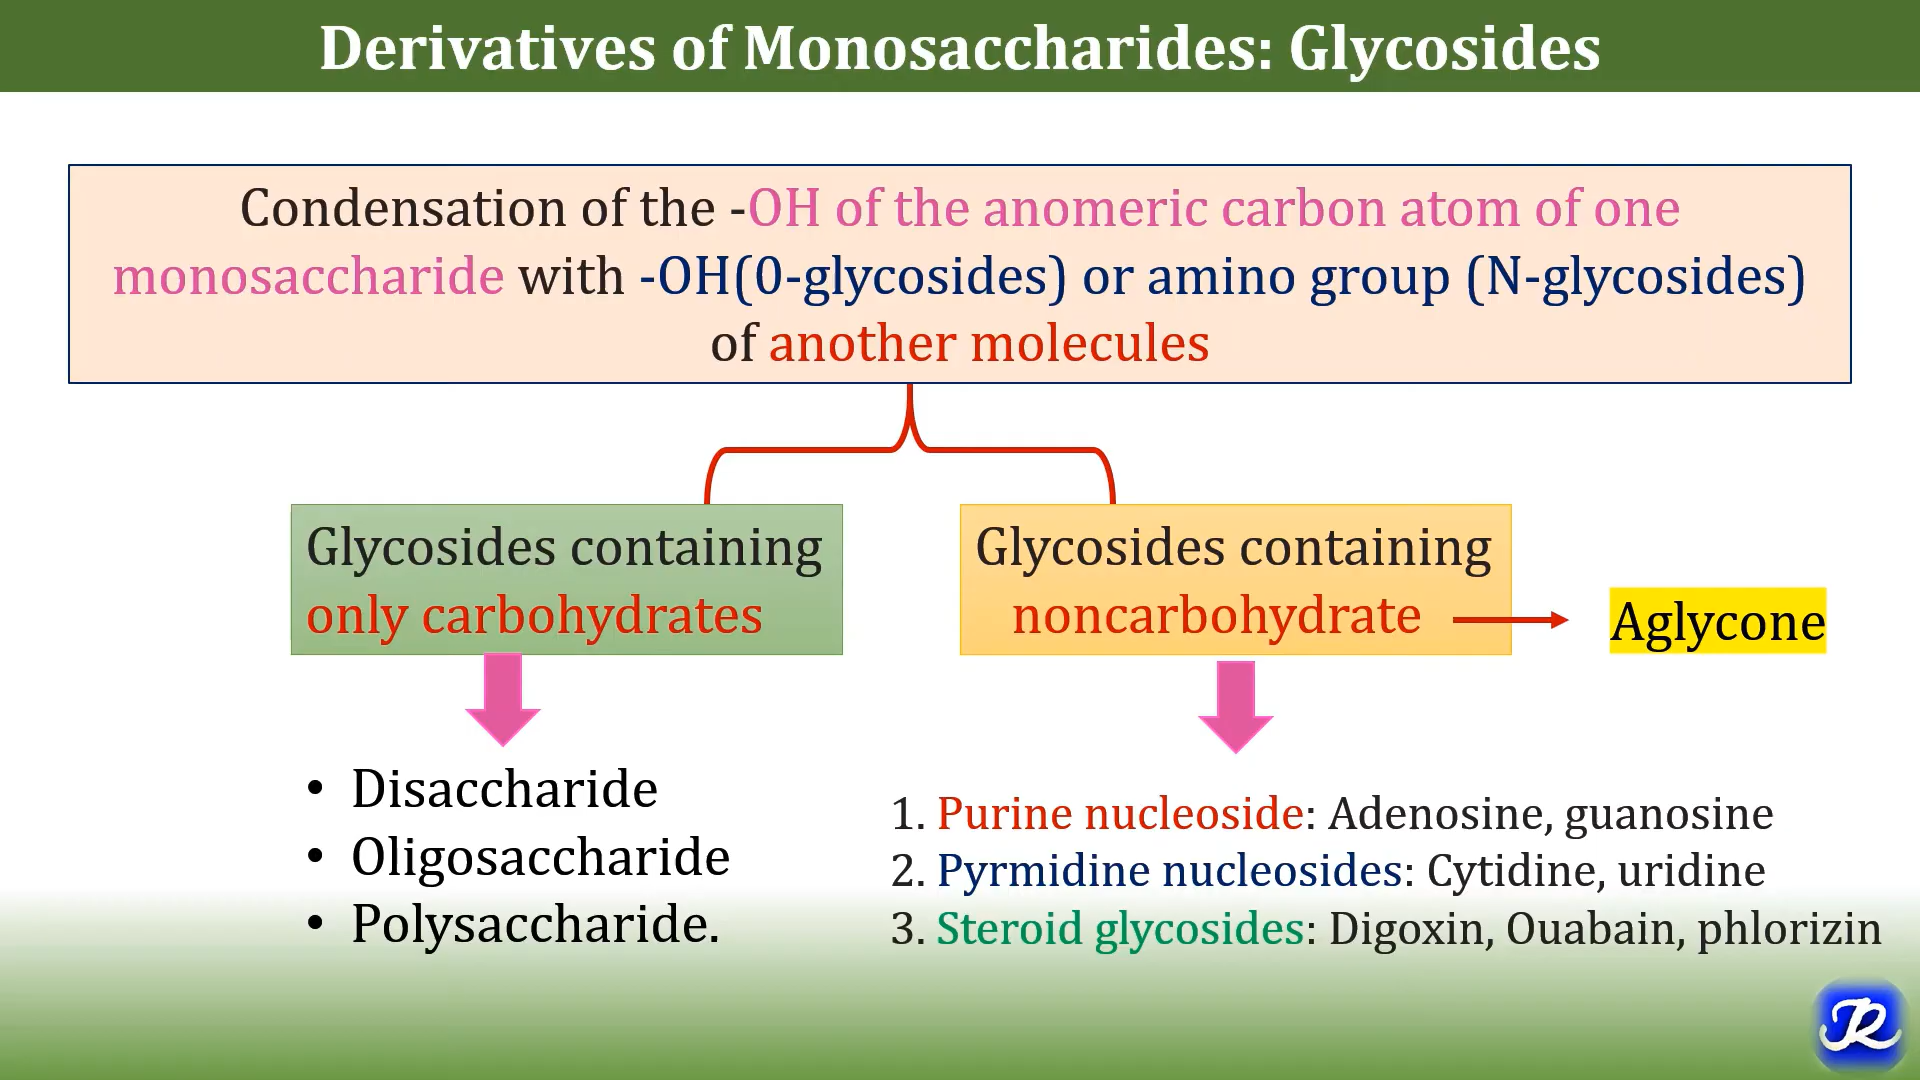 Derivatives of Monosaccharides: Glycosides
Condensation of the -OH of the anomeric carbon atom of one
monosaccharide with -OH(0-glycosides) or amino group (N-glycosides)
of another molecules
Glycosides containing
only carbohydrates
Glycosides containing
noncarbohydrate
Aglycone
• Disaccharide
• Oligosaccharide
• Polysaccharide.
1. Purine nucleoside: Adenosine, guanosine
2. Pyrmidine nucleosides: Cytidine, uridine
3. Steroid glycosides: Digoxin, Ouabain, phlorizin
R